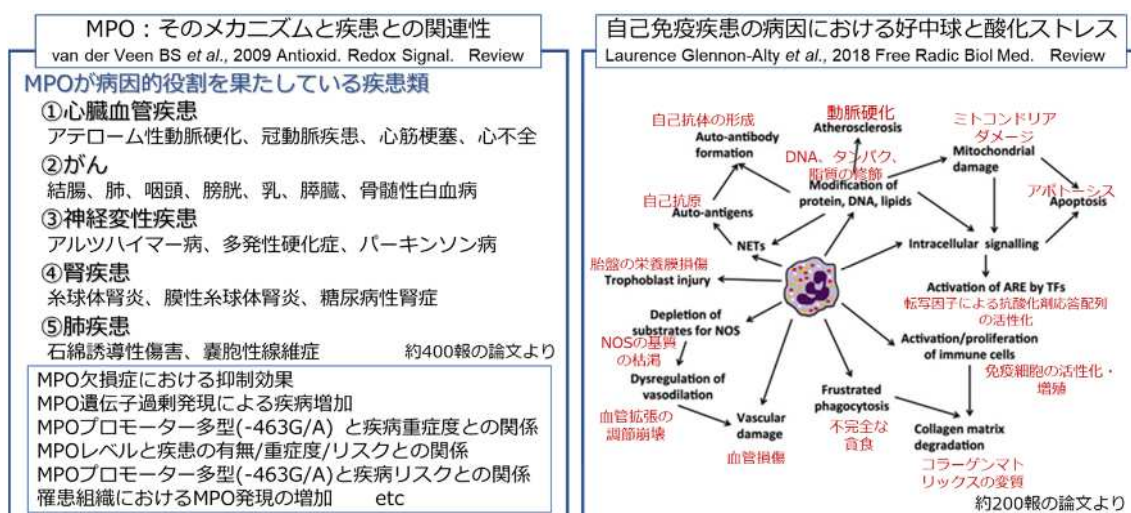 MPO：そのメカニズムと疾患との関連性
van der Veen BS et al., 2009 Antioxid. Redox Signal. Review
MPOが病因的役割を果たしている疾患類
①心臓血管疾患
アテローム性動脈硬化、冠動脈疾患、心筋梗塞、心不全
②がん
結腸、肺、咽頭、膀胱、乳、膵臓、骨髄性白血病
③神経変性疾患
アルツハイマー病、多発性硬化症、パーキンソン病
④腎疾患
糸球体腎炎、膜性糸球体腎炎、糖尿病性腎症
⑤肺疾患
石綿誘導性傷害、嚢胞性線維症
約400報の論文より
MPO欠損症における抑制効果
MPO遺伝子過剰発現による疾病増加
MPOプロモーター多型(-463G/A) と疾病重症度との関係
MPOレベルと疾患の有無/重症度/リスクとの関係
MPOプロモーター多型(-463G/A)と疾病リスクとの関係
罹患組織におけるMPO発現の増加 etc
自己免疫疾患の病因における好中球と酸化ストレス
Laurence Glennon-Alty et al., 2018 Free Radic Biol Med. Review
自己抗体の形成
Auto-antibody
formation
動脈硬化
Atherosclerosis
ミトコンドリア
ダメージ
Mitochondrial
damage
DNA、タンパク、
脂質の修飾
Modification of
protein, DNA, lipids
自己抗原
Auto-antigens
アポトーシス
Apoptosis
NETs
Intracellular signalling
胎盤の栄養膜損傷
Trophoblast injury
Activation of ARE by TFs
転写因子による抗酸化剤応答配列
の活性化
Depletion of
substrates for NOS
NOSの基質
の枯渇
Activation/proliferation
of immune cells
免疫細胞の活性化・
増殖
Dysregulation of
vasodilation
血管拡張の
調節崩壊
Vascular
damage
血管損傷
Frustrated
phagocytosis
不完全な
貪食
Collagen matrix
degradation
コラーゲンマト
リックスの変質
約200報の論文より